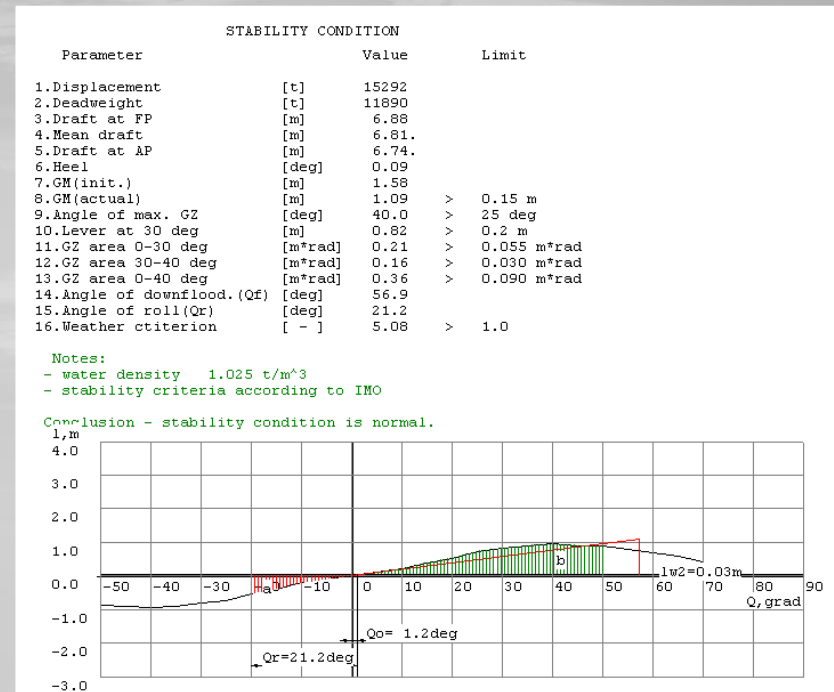 STABILITY CONDITION
Parameter Value Limit
1.Displacement [t] 15292
2.Deadweight [t] 11890
3.Draft at FP [m] 6.88
4.Mean draft [m] 6.81.
5.Draft at AP [m] 6.74.
6.Heel [deg] 0.09
7.GM(init.) [m] 1.58
8.GM(actual) [m] 1.09 > 0.15 m
9.Angle of max. GZ [deg] 40.0 > 25 deg
10.Lever at 30 deg [m] 0.82 > 0.2 m
11.GZ area 0-30 deg [m*rad] 0.21 > 0.055 m*rad
12.GZ area 30-40 deg [m*rad] 0.16 > 0.030 m*rad
13.GZ area 0-40 deg [m*rad] 0.36 > 0.090 m*rad
14.Angle of downflood.(Qf) [deg] 56.9
15.Angle of roll(Qr) [deg] 21.2
16.Weather ctiterion [ - ] 5.08 > 1.0
Notes:
- water density 1.025 t/m^3
- stability criteria according to IMO
Conclusion - stability condition is normal.
l,m
4.0
3.0
2.0
1.0
b
lw2=0.03m
0.0 -50 -40 -30 a -10 0 10 20 30 40 50 60 70 80 90
Q,grad
-1.0
Qo= 1.2deg
-2.0
Qr=21.2deg
-3.0